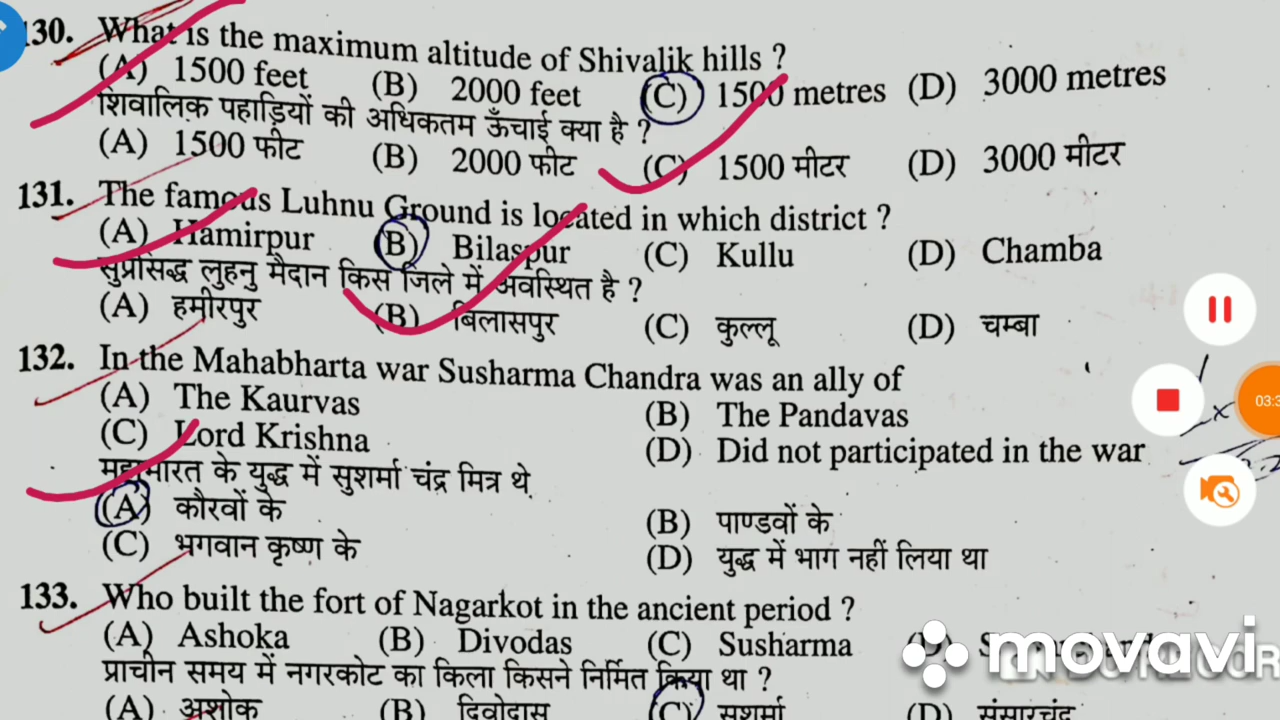 130. What is the maximum altitude of Shivalik hills ?
(A) 1500 feet (B) 2000 feet (C) 1500 metres (D) 3000 metres
शिवालिक पहाड़ियों की अधिकतम ऊँचाई क्या है ?
(A) 1500 फीट (B) 2000 फीट (C) 1500 मीटर (D) 3000 मीटर
131. The famous Luhnu Ground is located in which district ?
(A) Hamirpur (B) Bilaspur (C) Kullu (D) Chamba
सुप्रसिद्ध लुहनु मैदान किस जिले में अवस्थित है ?
(A) हमीरपुर (B) बिलासपुर (C) कुल्लू (D) चम्बा
132. In the Mahabharta war Susharma Chandra was an ally of
(A) The Kaurvas (B) The Pandavas
(C) Lord Krishna (D) Did not participated in the war
महाभारत के युद्ध में सुशर्मा चंद्र मित्र थे
(A) कौरवों के (B) पाण्डवों के
(C) भगवान कृष्ण के (D) युद्ध में भाग नहीं लिया था
133. Who built the fort of Nagarkot in the ancient period ?
(A) Ashoka (B) Divodas (C) Susharma (D)
प्राचीन समय में नगरकोट का किला किसने निर्मित किया था ?
(A) अशोक (B) दिवोदास (C) सुशर्मा (D) संसारचंद
03:3
movavi